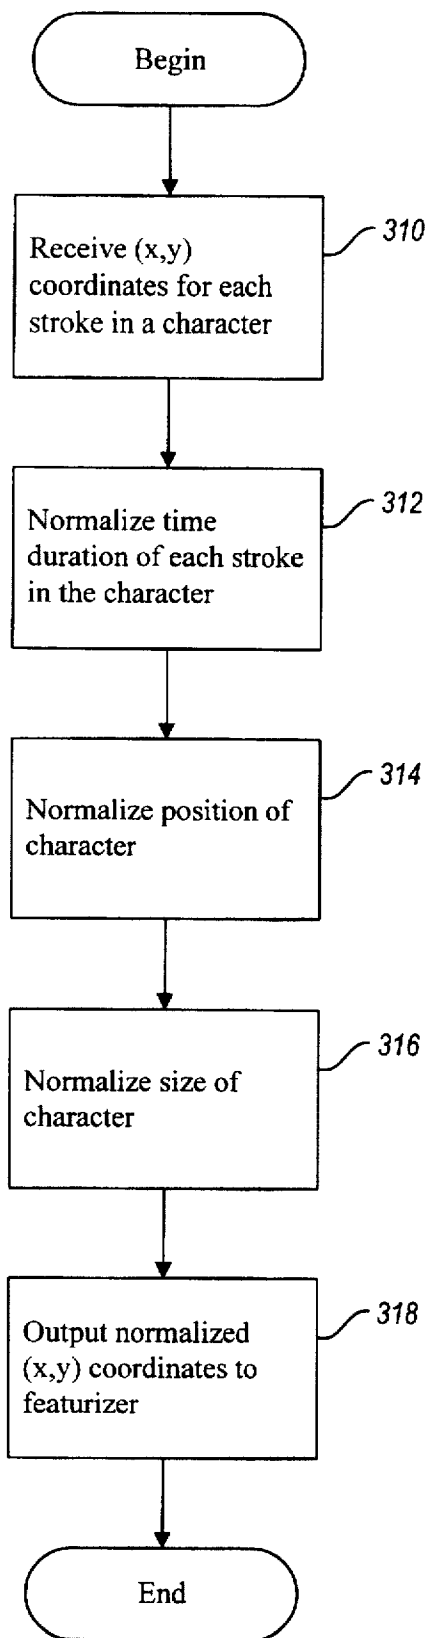 Begin
310
Receive (x,y)
coordinates for each
stroke in a character
312
Normalize time
duration of each stroke
in the character
314
Normalize position of
character
316
Normalize size of
character
318
Output normalized
(x,y) coordinates to
featurizer
End